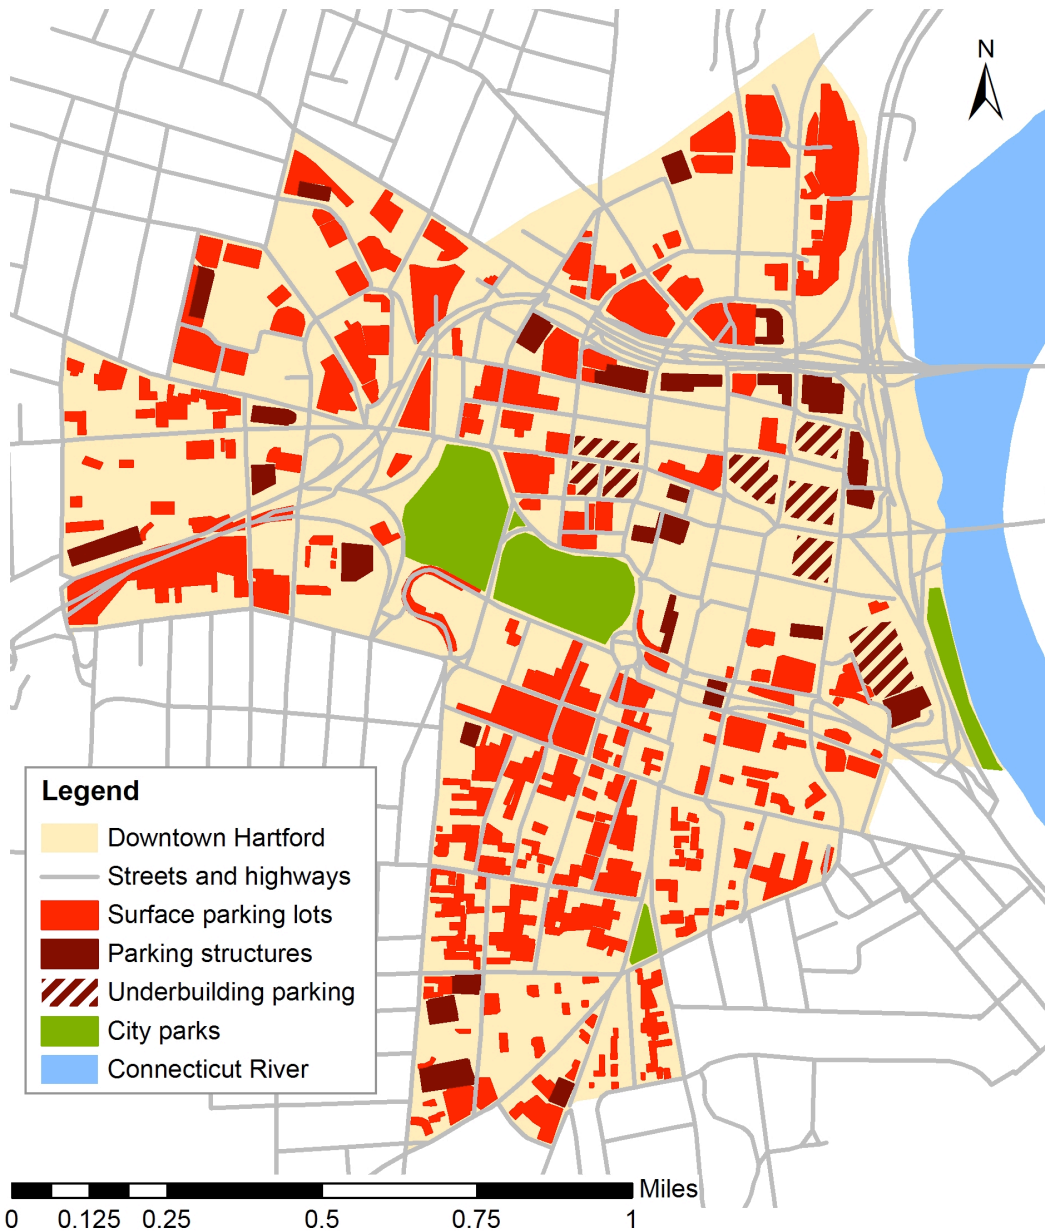 N
Legend
Downtown Hartford
Streets and highways
Surface parking lots
Parking structures
Underbuilding parking
City parks
Connecticut River
Miles
0 0.125 0.25 0.5 0.75 1